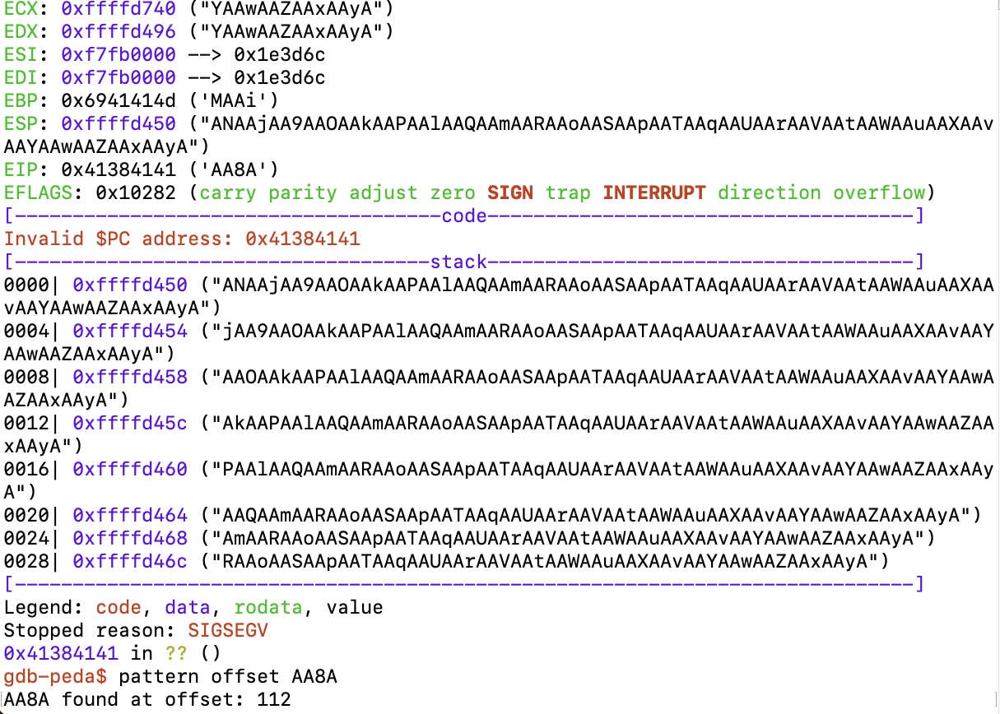 ECX: 0xffffd740 ("YAAwAAZAAxAAyA")
EDX: 0xffffd496 ("YAAwAAZAAxAAyA")
ESI: 0xf7fb0000 --> 0x1e3d6c
EDI: 0xf7fb0000 --> 0x1e3d6c
EBP: 0x6941414d ('MAAi')
ESP: 0xffffd450 ("ANAAjAA9AAOAAkAAPAAlAAQAAmAARAAoAASAApAATAAqAAUAArAAVAAtAAWAAuAAXAAv
AAYAAwAAZAAxAAyA")
EIP: 0x41384141 ('AA8A')
EFLAGS: 0x10282 (carry parity adjust zero SIGN trap INTERRUPT direction overflow)
[-------------------------------------code-------------------------------------]
Invalid $PC address: 0x41384141
[------------------------------------stack-------------------------------------]
0000| 0xffffd450 ("ANAAjAA9AAOAAkAAPAAlAAQAAmAARAAoAASAApAATAAqAAUAArAAVAAtAAWAAuAAXAA
vAAYAAwAAZAAxAAyA")
0004| 0xffffd454 ("jAA9AAOAAkAAPAAlAAQAAmAARAAoAASAApAATAAqAAUAArAAVAAtAAWAAuAAXAAvAAY
AAwAAZAAxAAyA")
0008| 0xffffd458 ("AAOAAkAAPAAlAAQAAmAARAAoAASAApAATAAqAAUAArAAVAAtAAWAAuAAXAAvAAYAAwA
AZAAxAAyA")
0012| 0xffffd45c ("AkAAPAAlAAQAAmAARAAoAASAApAATAAqAAUAArAAVAAtAAWAAuAAXAAvAAYAAwAAZAA
xAAyA")
0016| 0xffffd460 ("PAAlAAQAAmAARAAoAASAApAATAAqAAUAArAAVAAtAAWAAuAAXAAvAAYAAwAAZAAxAAy
A")
0020| 0xffffd464 ("AAQAAmAARAAoAASAApAATAAqAAUAArAAVAAtAAWAAuAAXAAvAAYAAwAAZAAxAAyA")
0024| 0xffffd468 ("AmAARAAoAASAApAATAAqAAUAArAAVAAtAAWAAuAAXAAvAAYAAwAAZAAxAAyA")
0028| 0xffffd46c ("RAAoAASAApAATAAqAAUAArAAVAAtAAWAAuAAXAAvAAYAAwAAZAAxAAyA")
[------------------------------------------------------------------------------]
Legend: code, data, rodata, value
Stopped reason: SIGSEGV
0x41384141 in ?? ()
gdb-peda$ pattern offset AA8A
AA8A found at offset: 112